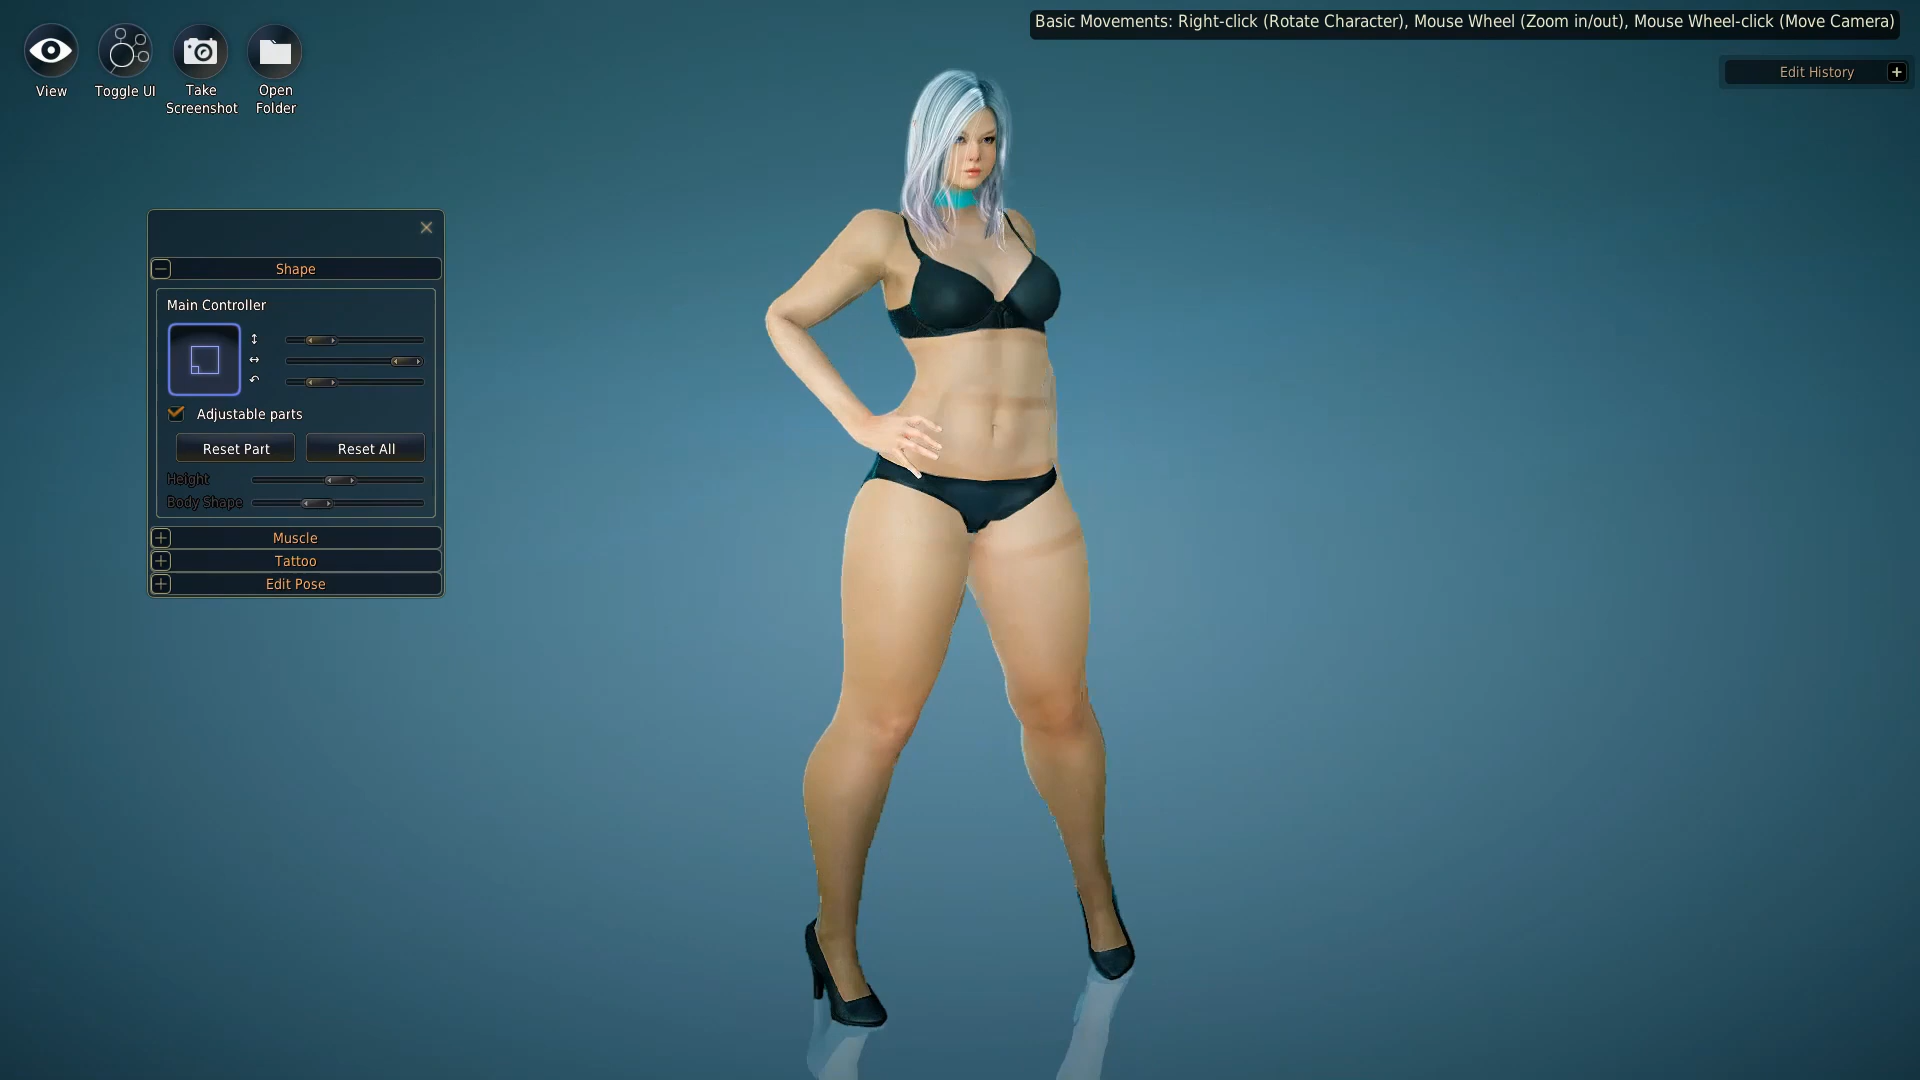 Basic Movements: Right-click (Rotate Character), Mouse Wheel (Zoom in/out), Mouse Wheel-click (Move Camera)
View
Toggle UI
Take
Screenshot
Open
Folder
Edit History
Shape
Main Controller
Adjustable parts
Reset Part
Reset All
Height
Body Shape
Muscle
Tattoo
Edit Pose